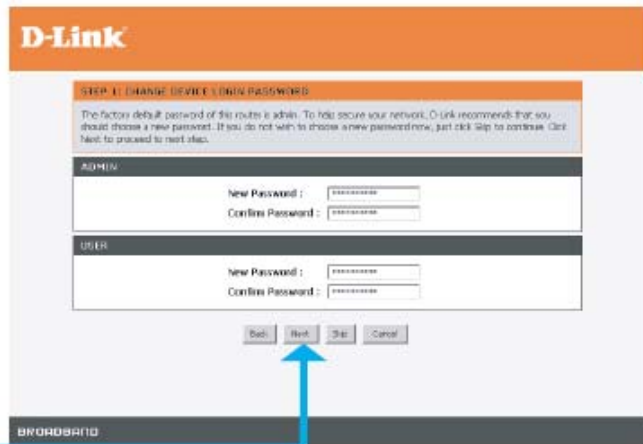 D-Link
STEP 1: CHANGE DEVICE LOGIN PASSWORD
The factory default password of this router is admin. To help secure your network, D-Link recommends that you
should choose a new password. If you do not wish to choose a new password now, just click Skip to continue. Click
Next to proceed to next step.
ADMIN
New Password :
Confirm Password :
USER
New Password :
Confirm Password :
Back Next Skip Cancel
BROADBAND